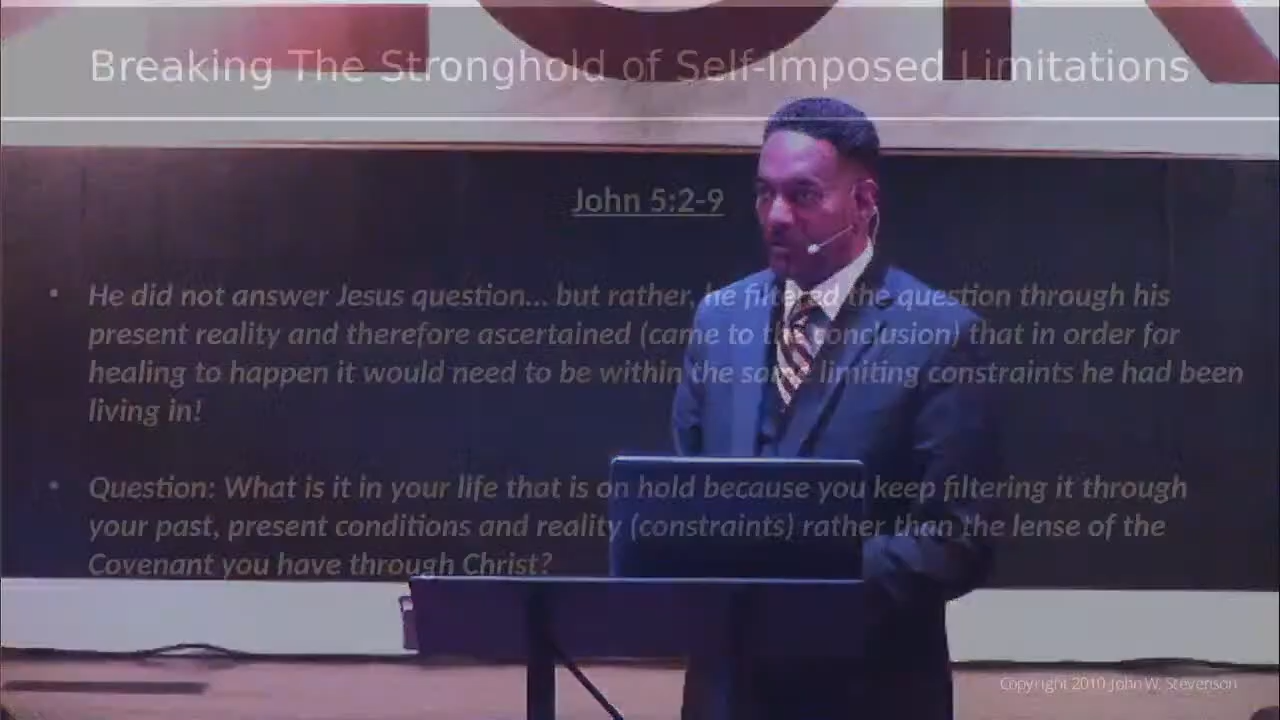 Breaking The Stronghold of Self-Imposed Limitations
John 5:2-9
• He did not answer Jesus question... but rather, he filtered the question through his
present reality and therefore ascertained (came to the conclusion) that in order for
healing to happen it would need to be within the same limiting constraints he had been
living in!
• Question: What is it in your life that is on hold because you keep filtering it through
your past, present conditions and reality (constraints) rather than the lense of the
Covenant you have through Christ?
Copyright 2010 John W. Stevenson